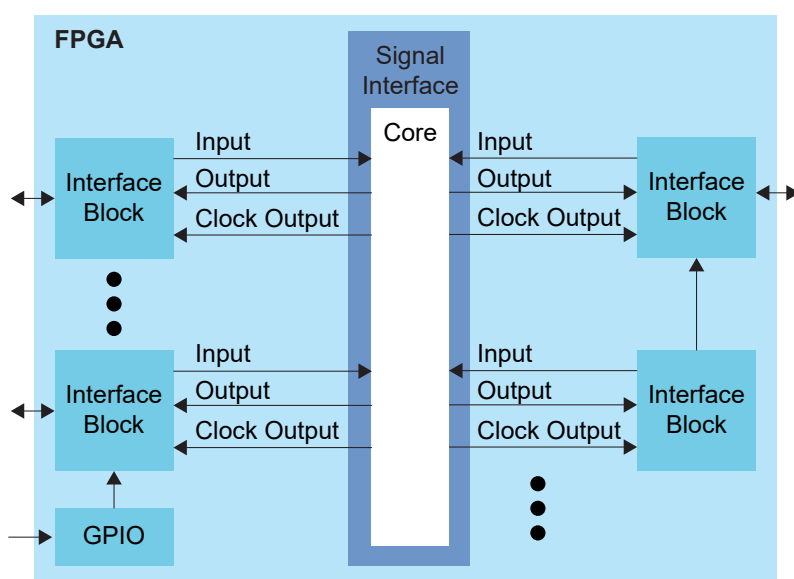 FPGA
Signal
Interface
Core
Input
Output
Clock Output
Interface
Block
Input
Output
Clock Output
Interface
Block
Input
Output
Clock Output
Interface
Block
Input
Output
Clock Output
Interface
Block
GPIO